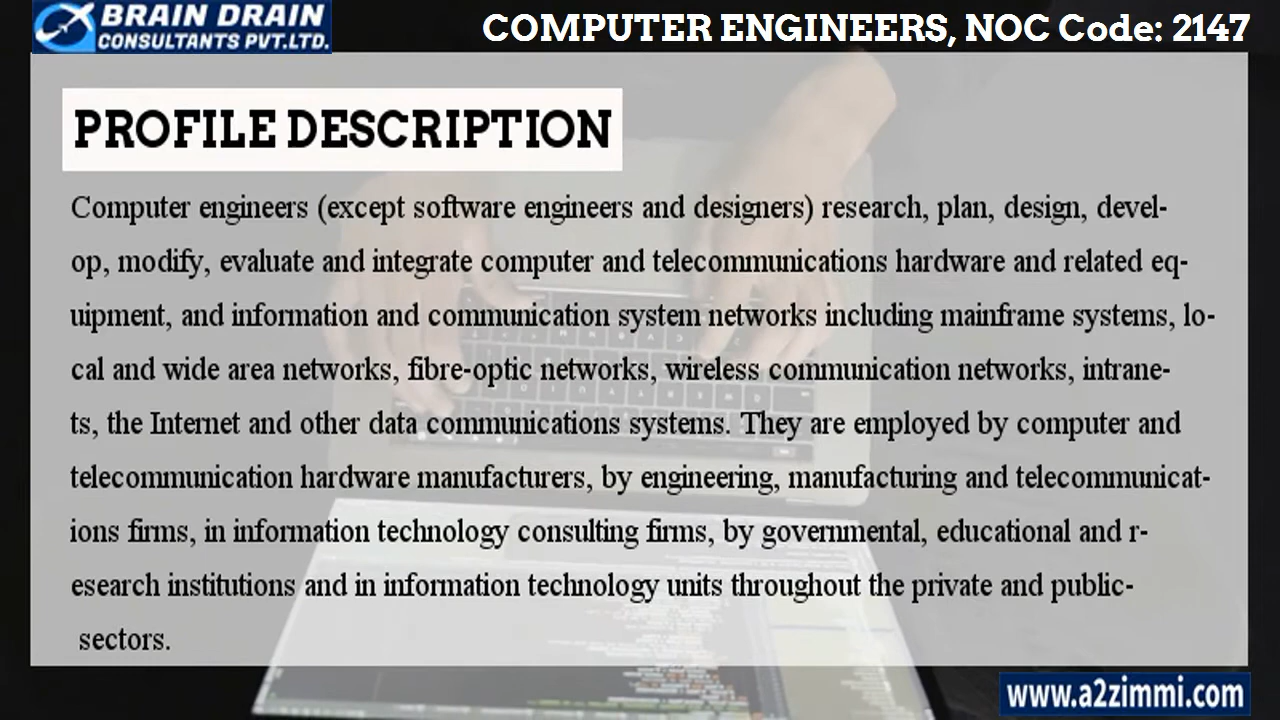 BRAIN DRAIN
CONSULTANTS PVT.LTD.
COMPUTER ENGINEERS, NOC Code: 2147
PROFILE DESCRIPTION
Computer engineers (except software engineers and designers) research, plan, design, devel-
op, modify, evaluate and integrate computer and telecommunications hardware and related eq-
uipment, and information and communication system networks including mainframe systems, lo-
cal and wide area networks, fibre-optic networks, wireless communication networks, intrane-
ts, the Internet and other data communications systems. They are employed by computer and
telecommunication hardware manufacturers, by engineering, manufacturing and telecommunicat-
ions firms, in information technology consulting firms, by governmental, educational and r-
esearch institutions and in information technology units throughout the private and public-
sectors.
www.a2zimmi.com